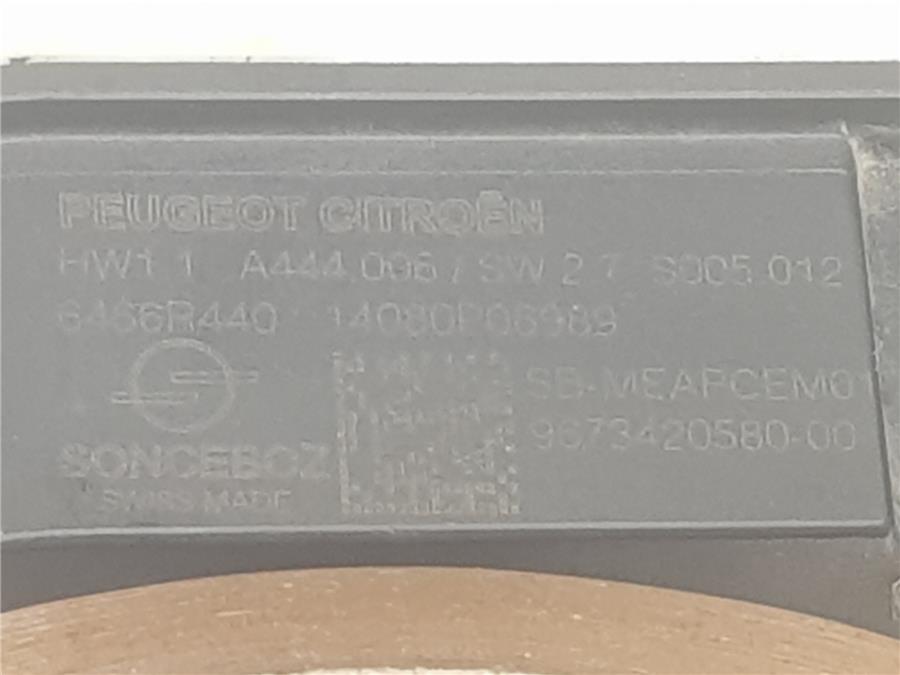 PEUGEOT CITROËN
HW1.1 A444.096 / SW 2.7 S005.012
6466R440 14080P06989
SB-MEAPCEM01
9673420580-00
SONCEBOZ
SWISS MADE